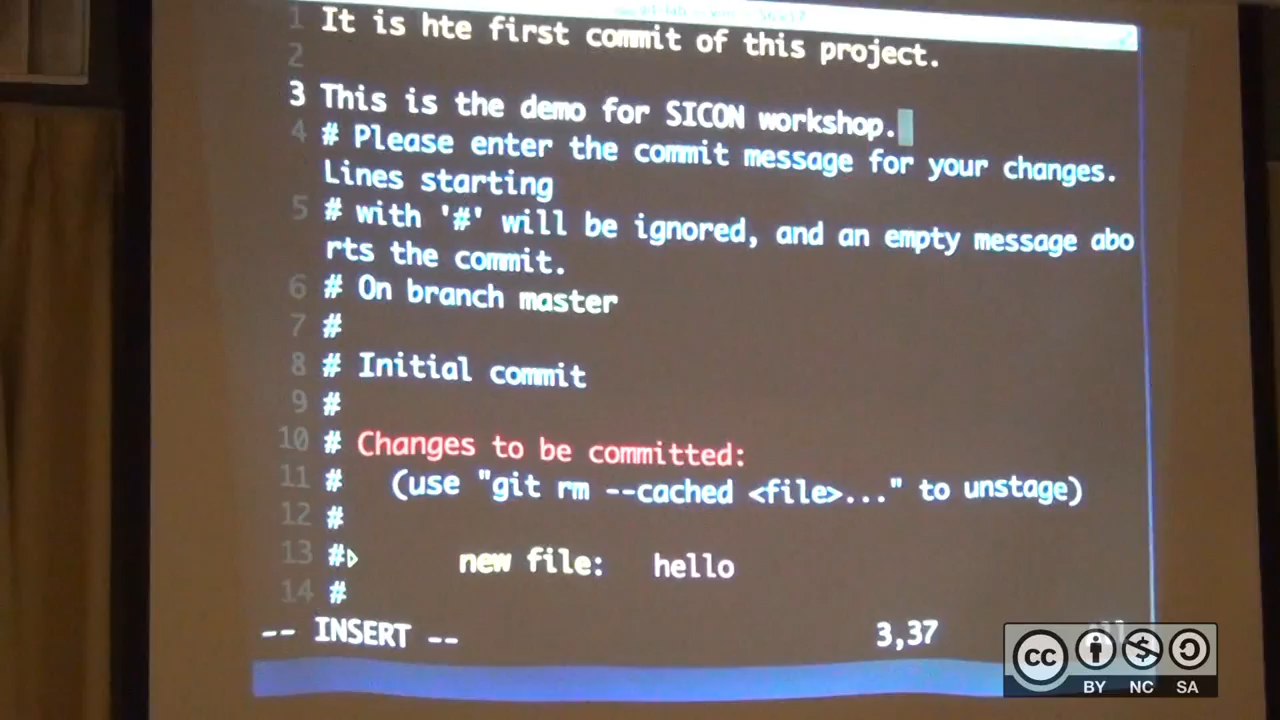 1 It is hte first commit of this project.
2
3 This is the demo for SICON workshop.
4 # Please enter the commit message for your changes.
Lines starting
5 # with '#' will be ignored, and an empty message abo
rts the commit.
6 # On branch master
7 #
8 # Initial commit
9 #
10 # Changes to be committed:
11 # (use "git rm --cached <file>..." to unstage)
12 #
13 #▷ new file: hello
14 #
-- INSERT -- 3,37
cc
BY NC SA